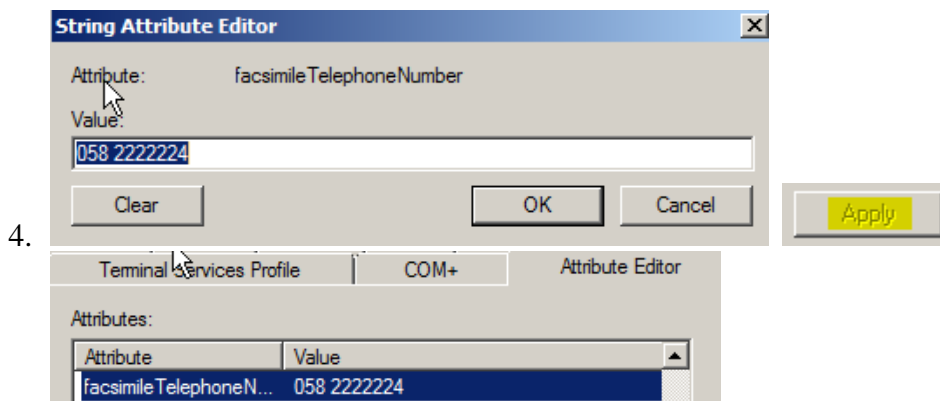 String Attribute Editor
Attribute: facsimileTelephoneNumber
Value:
058 2222224
Clear OK Cancel
4. Apply
Terminal Services Profile COM+ Attribute Editor
Attributes:
Attribute Value
facsimileTelephoneN... 058 2222224